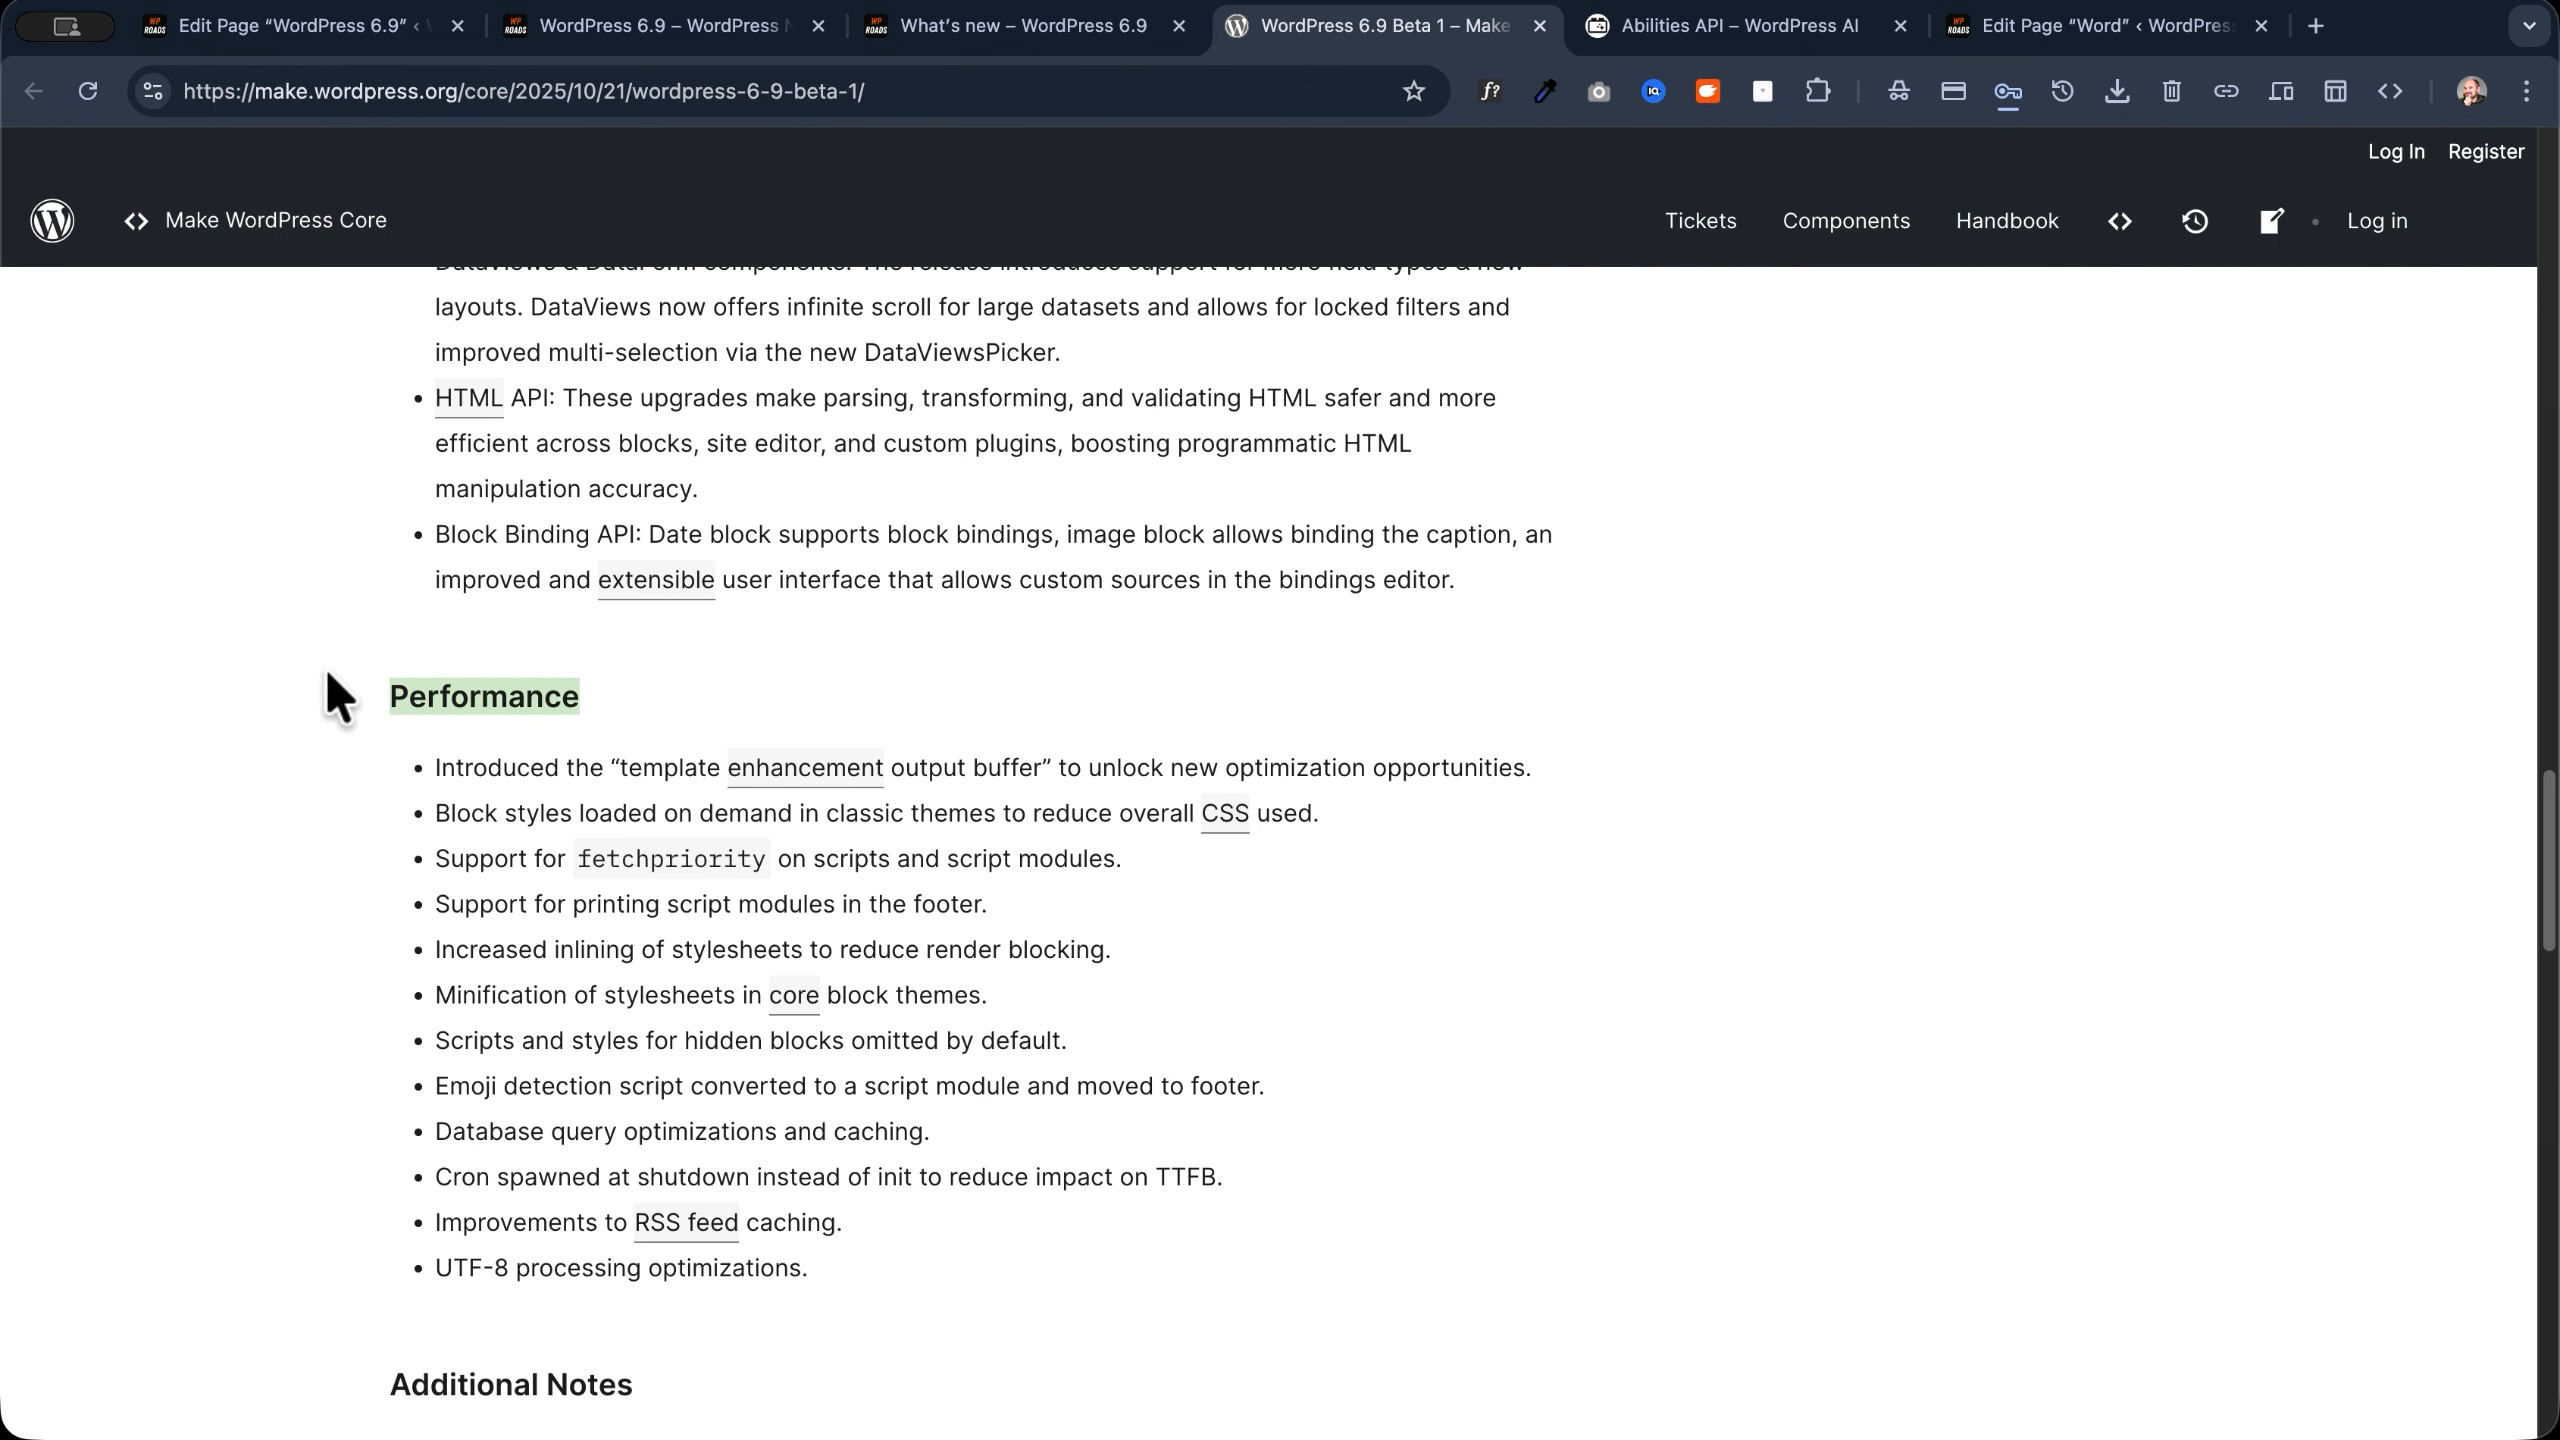 Edit Page “WordPress 6.9” ‹
WordPress 6.9 – WordPress
What’s new – WordPress 6.9
WordPress 6.9 Beta 1 – Make
Abilities API – WordPress AI
Edit Page “Word” ‹ WordPres
https://make.wordpress.org/core/2025/10/21/wordpress-6-9-beta-1/
Log In Register
Make WordPress Core
Tickets Components Handbook Log in
layouts. DataViews now offers infinite scroll for large datasets and allows for locked filters and
improved multi-selection via the new DataViewsPicker.
• HTML API: These upgrades make parsing, transforming, and validating HTML safer and more
efficient across blocks, site editor, and custom plugins, boosting programmatic HTML
manipulation accuracy.
• Block Binding API: Date block supports block bindings, image block allows binding the caption, an
improved and extensible user interface that allows custom sources in the bindings editor.
Performance
• Introduced the “template enhancement output buffer” to unlock new optimization opportunities.
• Block styles loaded on demand in classic themes to reduce overall CSS used.
• Support for fetchpriority on scripts and script modules.
• Support for printing script modules in the footer.
• Increased inlining of stylesheets to reduce render blocking.
• Minification of stylesheets in core block themes.
• Scripts and styles for hidden blocks omitted by default.
• Emoji detection script converted to a script module and moved to footer.
• Database query optimizations and caching.
• Cron spawned at shutdown instead of init to reduce impact on TTFB.
• Improvements to RSS feed caching.
• UTF-8 processing optimizations.
Additional Notes